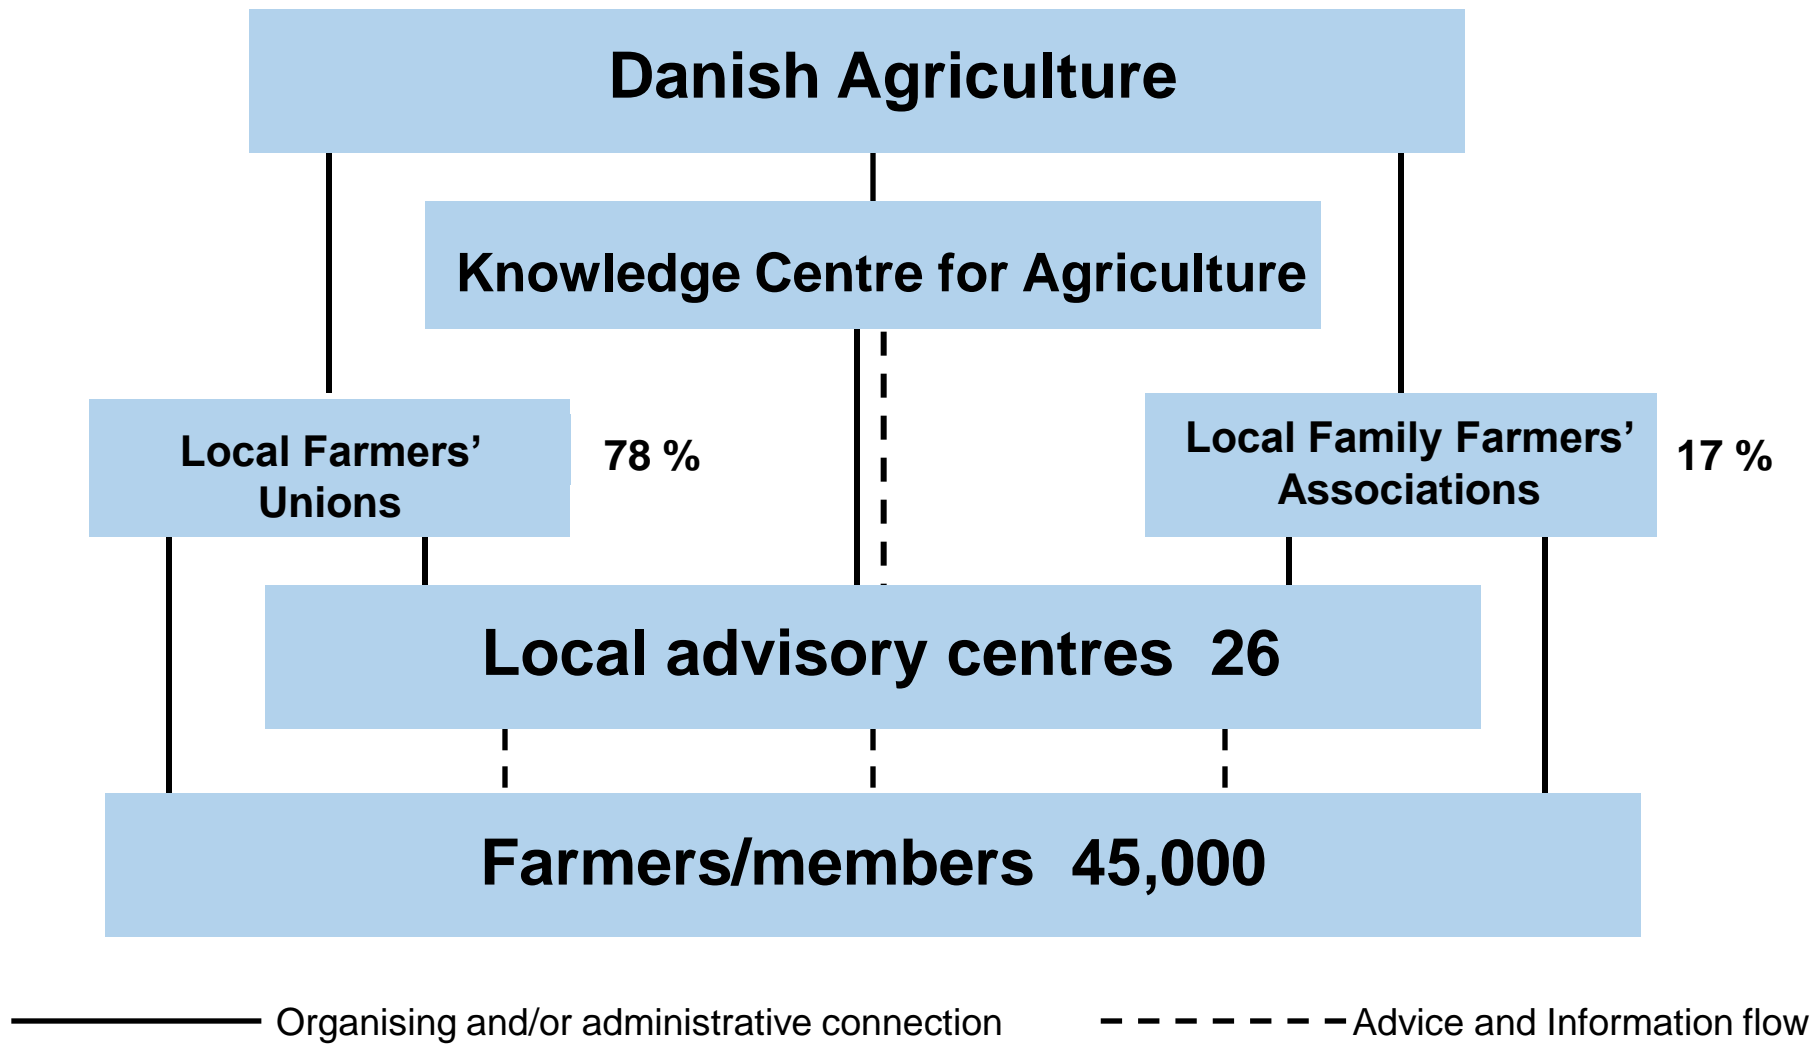 Danish Agriculture
Knowledge Centre for Agriculture
Local Farmers’
Unions
78 %
Local Family Farmers’
Associations
17 %
Local advisory centres 26
Farmers/members 45,000
Organising and/or administrative connection
Advice and Information flow